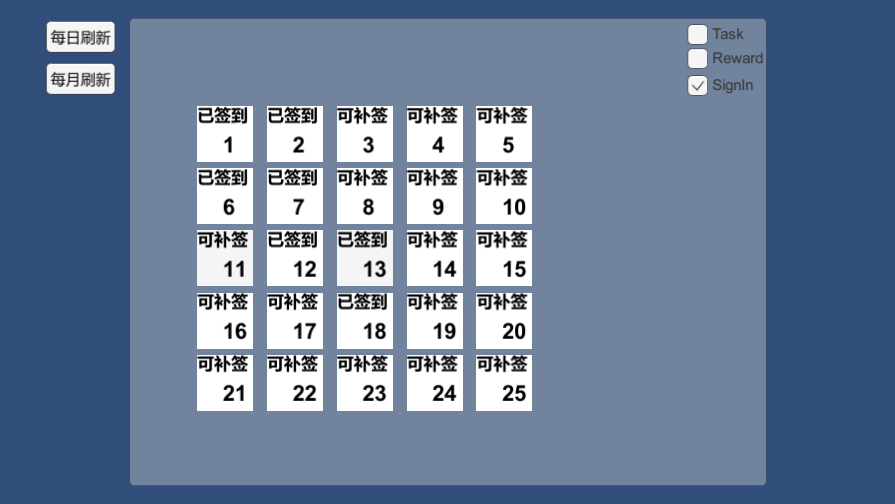 每日刷新
每月刷新
Task
Reward
SignIn
已签到 已签到 可补签 可补签 可补签
1 2 3 4 5
已签到 已签到 可补签 可补签 可补签
6 7 8 9 10
可补签 已签到 已签到 可补签 可补签
11 12 13 14 15
可补签 可补签 已签到 可补签 可补签
16 17 18 19 20
可补签 可补签 可补签 可补签 可补签
21 22 23 24 25